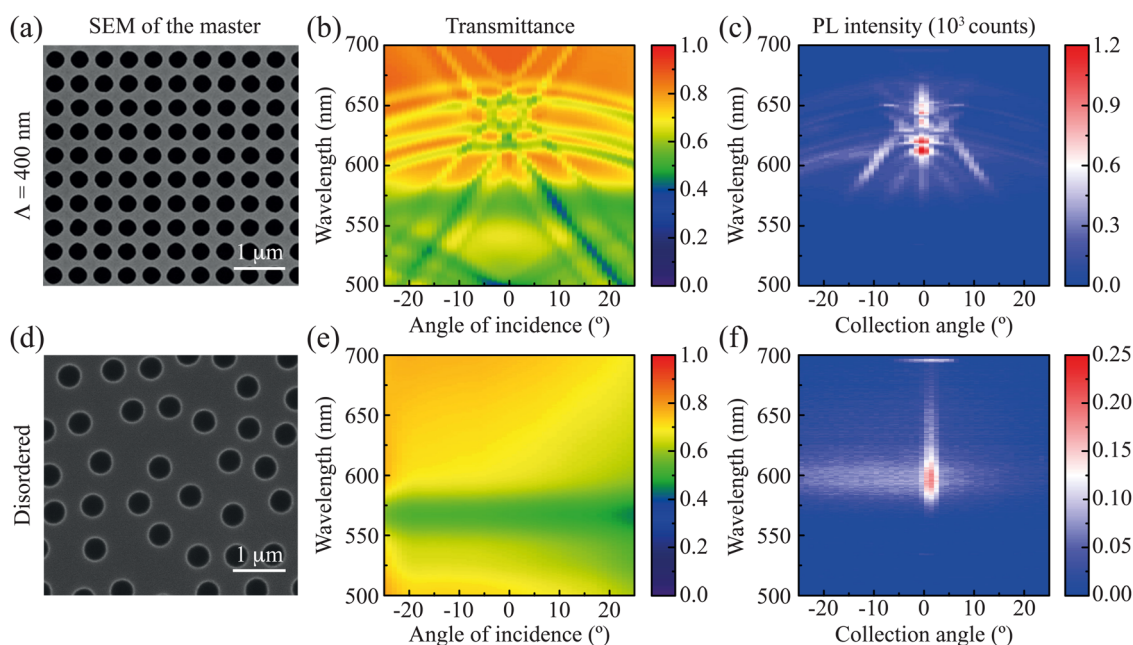 (a) SEM of the master
Λ = 400 nm
1 μm
(b) Transmittance
Wavelength (nm)
700
650
600
550
500
-20 -10 0 10 20
Angle of incidence (º)
1.0
0.8
0.6
0.4
0.2
0.0
(c) PL intensity (10³ counts)
Wavelength (nm)
700
650
600
550
500
-20 0 20
Collection angle (º)
1.2
0.9
0.6
0.3
0.0
(d)
Disordered
1 μm
(e)
Wavelength (nm)
700
650
600
550
500
-20 -10 0 10 20
Angle of incidence (º)
1.0
0.8
0.6
0.4
0.2
0.0
(f)
Wavelength (nm)
700
650
600
550
500
-20 0 20
Collection angle (º)
0.25
0.20
0.15
0.10
0.05
0.00